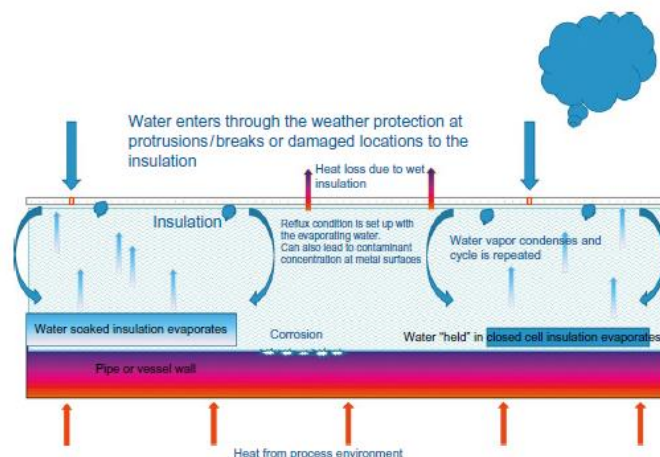 Water enters through the weather protection at
protrusions/breaks or damaged locations to the
insulation
Heat loss due to wet
insulation
Insulation
Reflux condition is set up with
the evaporating water.
Can also lead to contaminant
concentration at metal surfaces
Water vapor condenses and
cycle is repeated
Water soaked insulation evaporates
Corrosion
Water "held" in closed cell insulation evaporates
Pipe or vessel wall
Heat from process environment